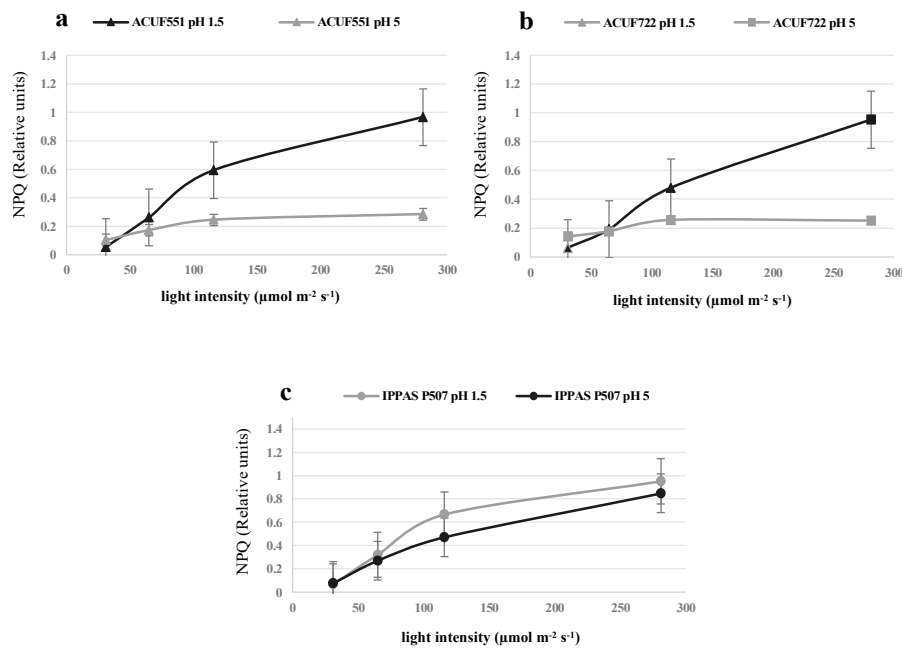 a
ACUF551 pH 1.5 ACUF551 pH 5
NPQ (Relative units)
1.4
1.2
1
0.8
0.6
0.4
0.2
0
0 50 100 150 200 250 300
light intensity (µmol m⁻² s⁻¹)
b
ACUF722 pH 1.5 ACUF722 pH 5
NPQ (Relative units)
1.4
1.2
1
0.8
0.6
0.4
0.2
0
0 50 100 150 200 250 300
light intensity (µmol m⁻² s⁻¹)
c
IPPAS P507 pH 1.5 IPPAS P507 pH 5
NPQ (Relative units)
1.4
1.2
1
0.8
0.6
0.4
0.2
0
0 50 100 150 200 250 300
light intensity (µmol m⁻² s⁻¹)